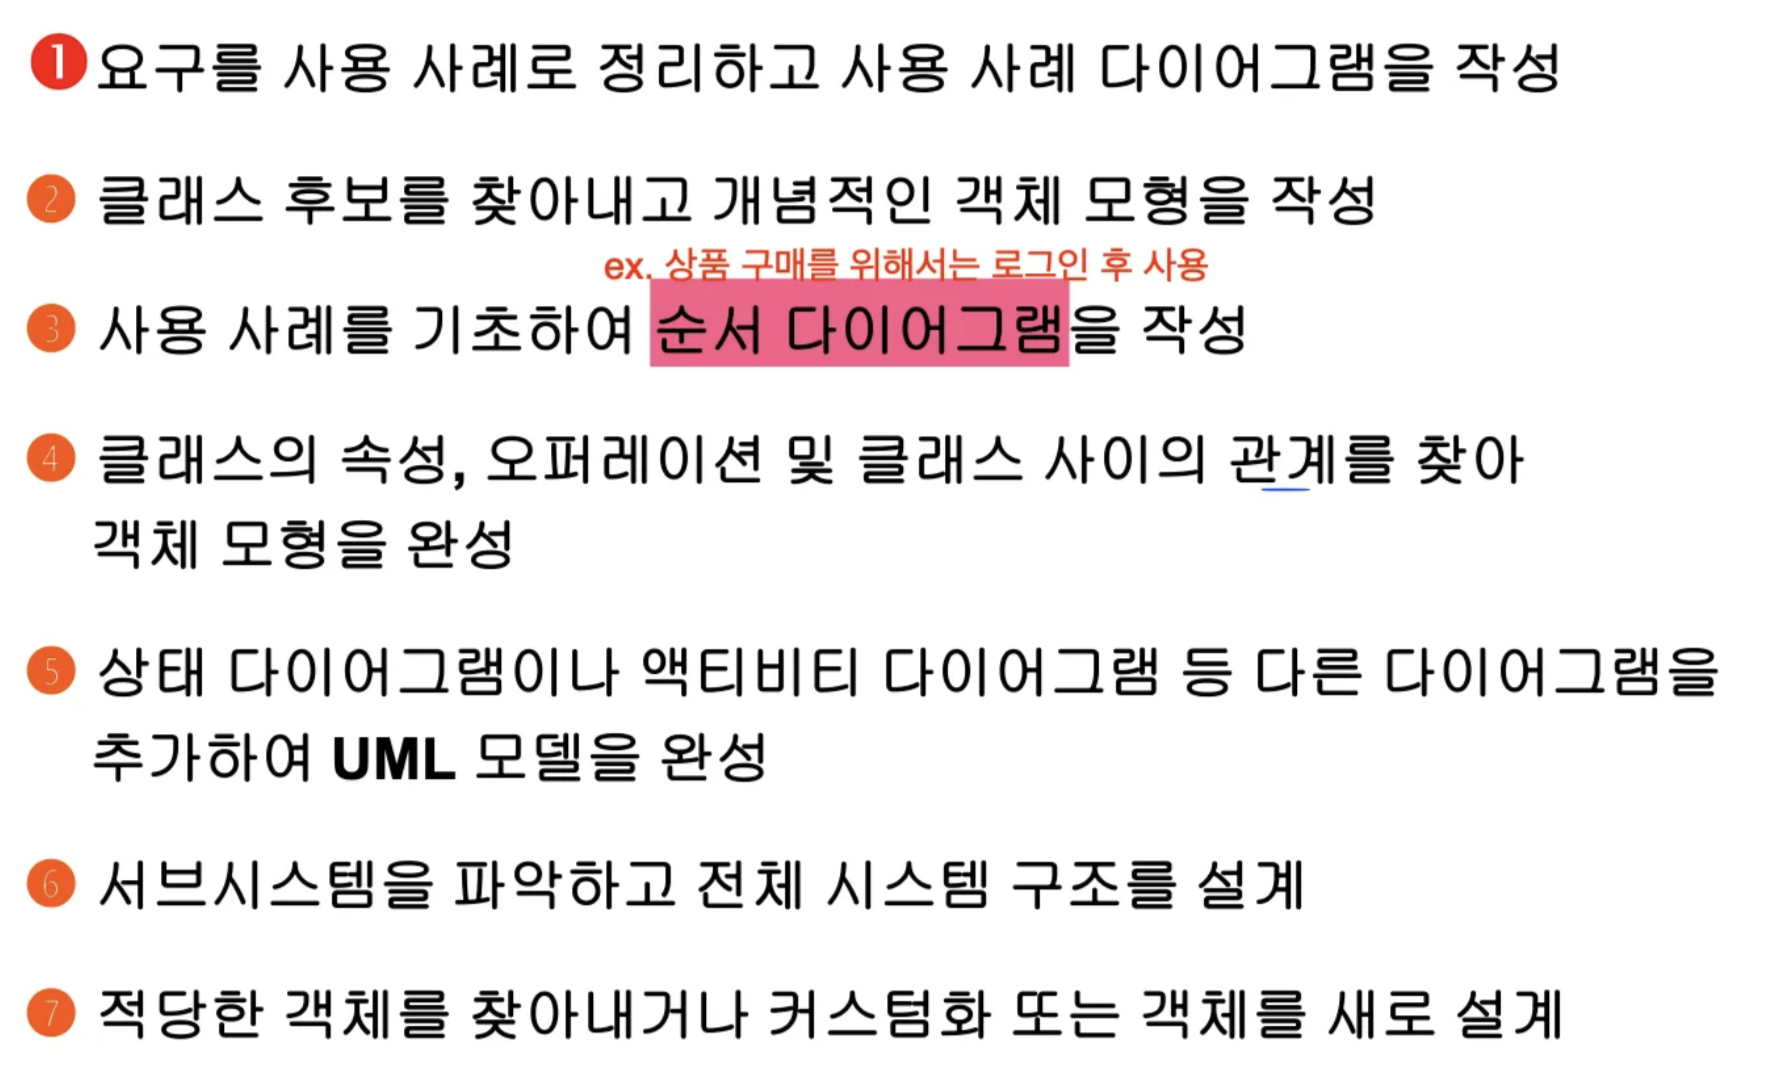 1 요구를 사용 사례로 정리하고 사용 사례 다이어그램을 작성
2 클래스 후보를 찾아내고 개념적인 객체 모형을 작성
ex. 상품 구매를 위해서는 로그인 후 사용
3 사용 사례를 기초하여 순서 다이어그램을 작성
4 클래스의 속성, 오퍼레이션 및 클래스 사이의 관계를 찾아
객체 모형을 완성
5 상태 다이어그램이나 액티비티 다이어그램 등 다른 다이어그램을
추가하여 UML 모델을 완성
6 서브시스템을 파악하고 전체 시스템 구조를 설계
7 적당한 객체를 찾아내거나 커스텀화 또는 객체를 새로 설계